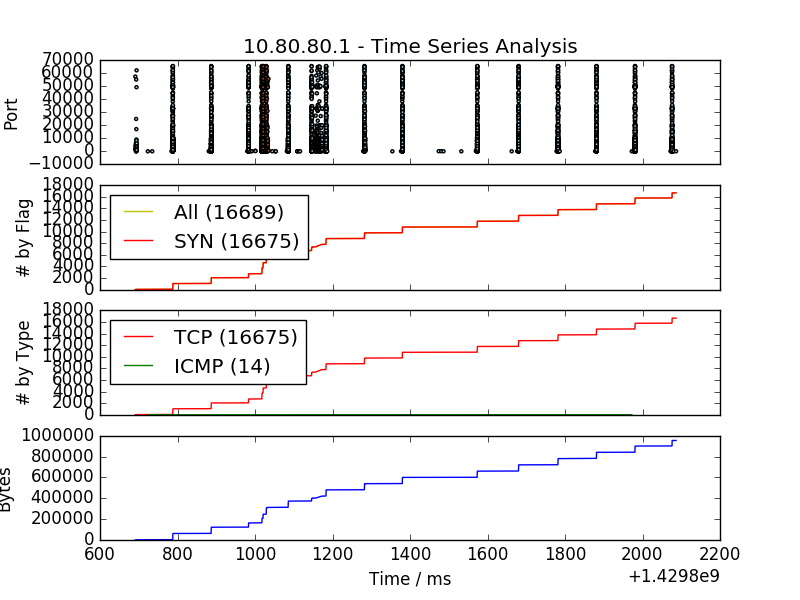 10.80.80.1 - Time Series Analysis
70000
60000
50000
40000
30000
20000
10000
0
−10000
Port
18000
16000
14000
12000
10000
8000
6000
4000
2000
0
# by Flag
All (16689)
SYN (16675)
18000
16000
14000
12000
10000
8000
6000
4000
2000
0
# by Type
TCP (16675)
ICMP (14)
1000000
800000
600000
400000
200000
0
Bytes
600 800 1000 1200 1400 1600 1800 2000 2200
Time / ms
+1.4298e9